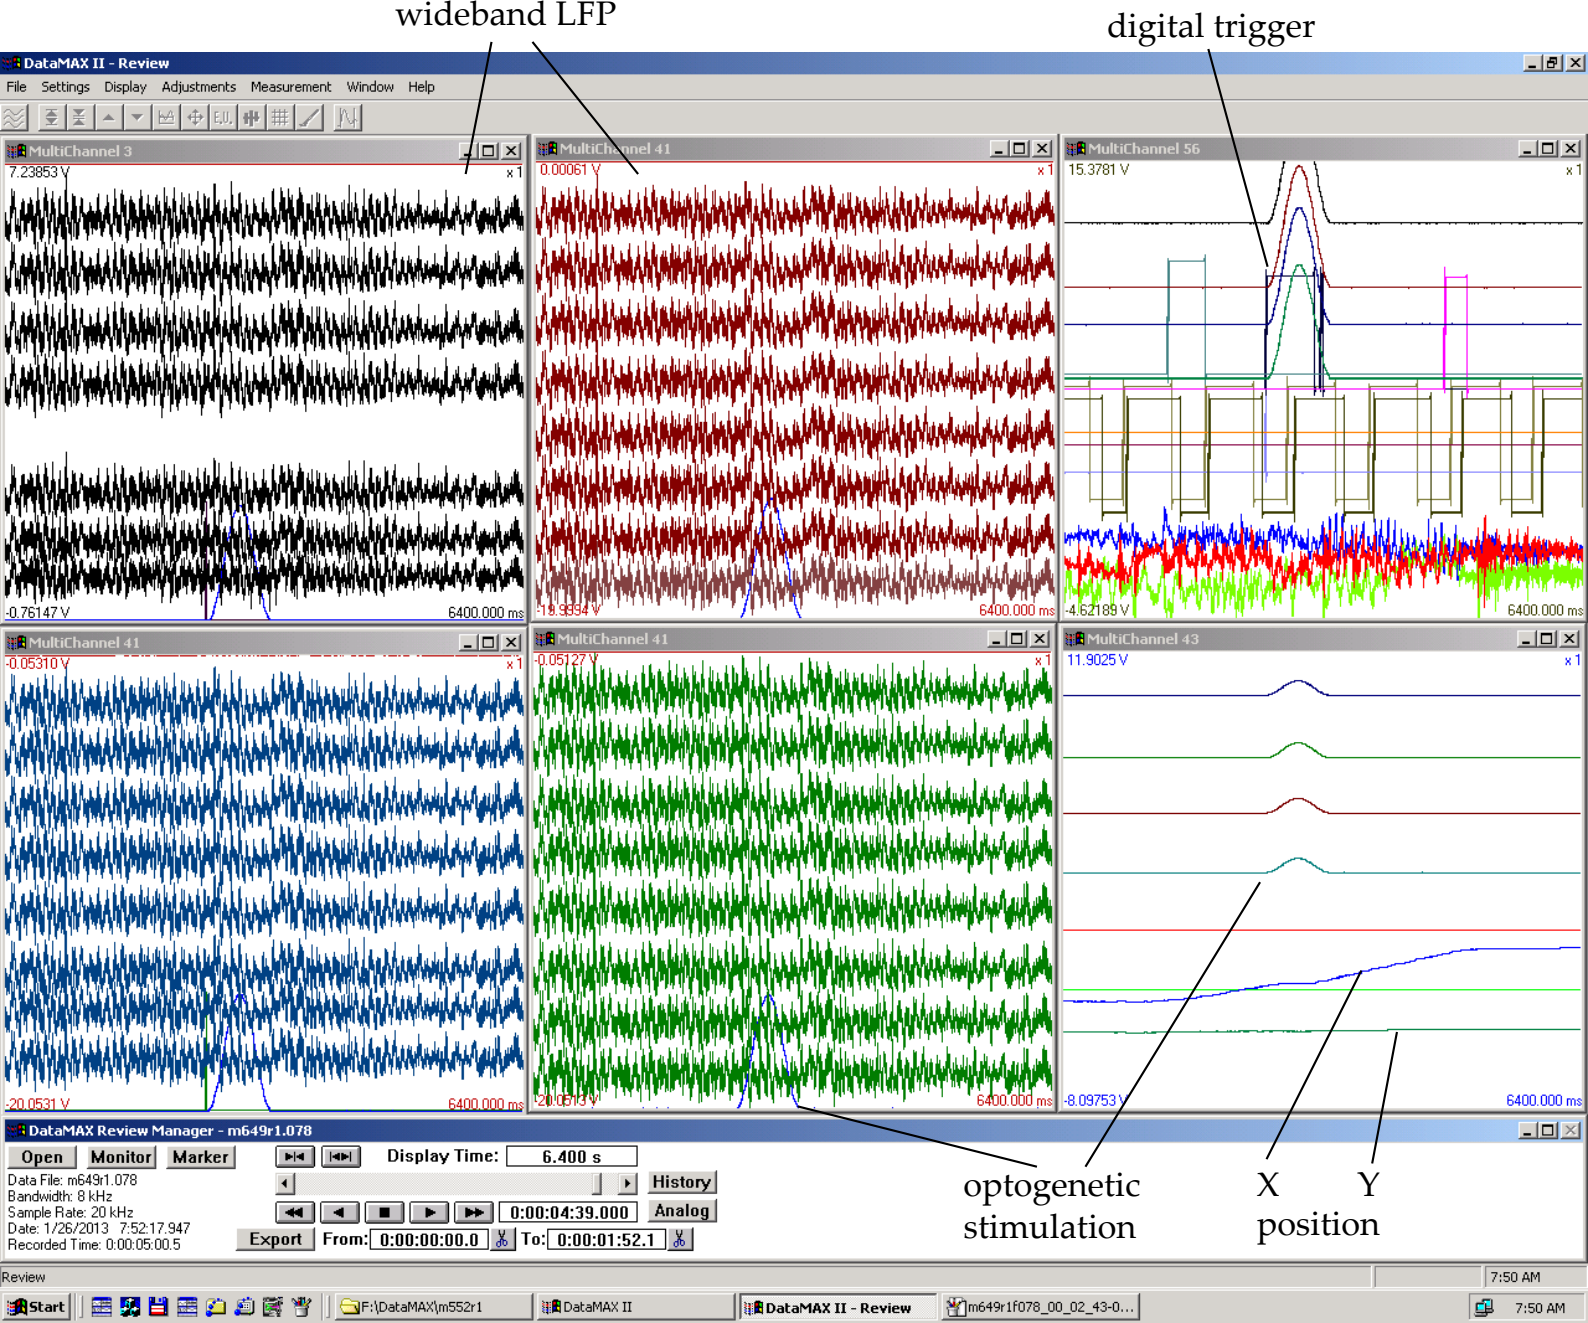 wideband LFP
digital trigger
DataMAX II - Review
File Settings Display Adjustments Measurement Window Help
E.U.
MultiChannel 3
7.23853 V
x 1
-0.76147 V
6400.000 ms
MultiChannel 41
0.00061 V
x 1
-19.9994 V
6400.000 ms
MultiChannel 56
15.3781 V
x 1
-4.62189 V
6400.000 ms
MultiChannel 41
-0.05310 V
x 1
-20.0531 V
6400.000 ms
MultiChannel 41
-0.05127 V
x 1
-20.0513 V
6400.000 ms
MultiChannel 43
11.9025 V
x 1
-8.09753 V
6400.000 ms
optogenetic
stimulation
X Y
position
DataMAX Review Manager - m649r1.078
Open Monitor Marker
Display Time: 6.400 s
Data File: m649r1.078
Bandwidth: 8 kHz
Sample Rate: 20 kHz
Date: 1/26/2013 7:52:17.947
Recorded Time: 0:00:05:00.5
History
0:00:04:39.000 Analog
Export From: 0:00:00:00.0 To: 0:00:01:52.1
Review
7:50 AM
Start
F:\DataMAX\m552r1
DataMAX II
DataMAX II - Review
m649r1f078_00_02_43-0...
7:50 AM